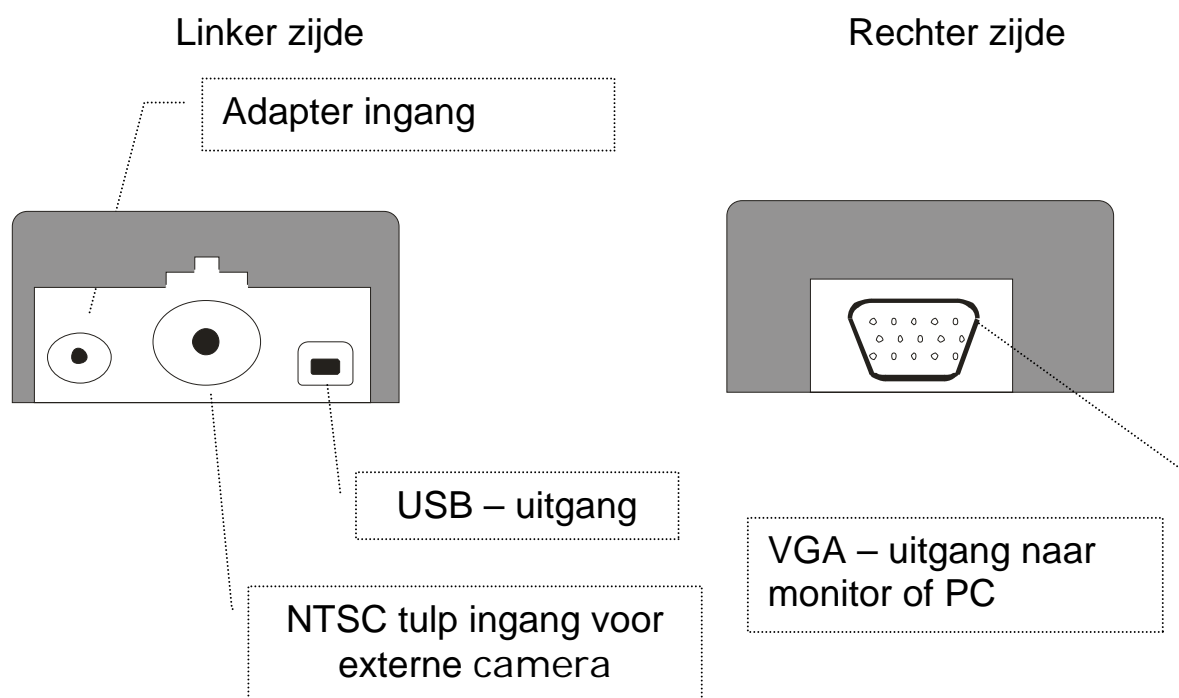 Linker zijde
Rechter zijde
Adapter ingang
USB – uitgang
VGA – uitgang naar
monitor of PC
NTSC tulp ingang voor
externe camera